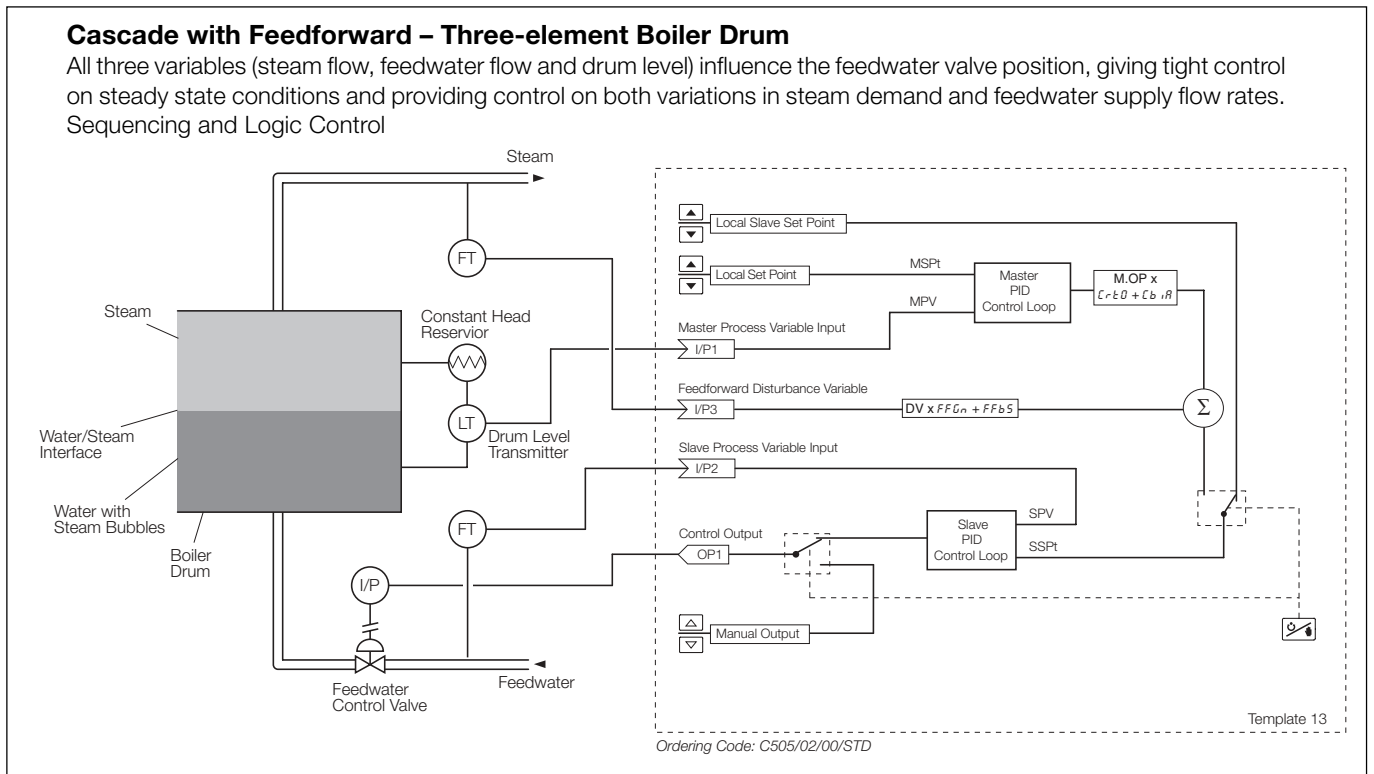 Cascade with Feedforward – Three-element Boiler Drum
All three variables (steam flow, feedwater flow and drum level) influence the feedwater valve position, giving tight control
on steady state conditions and providing control on both variations in steam demand and feedwater supply flow rates.
Sequencing and Logic Control
Steam
FT
Steam
Constant Head
Reservior
LT
Drum Level
Transmitter
Water/Steam
Interface
Water with
Steam Bubbles
Boiler
Drum
FT
I/P
Feedwater
Control Valve
Feedwater
Local Slave Set Point
Local Set Point
MSPt
MPV
Master
PID
Control Loop
M.OP x
CrtO + CbiA
Master Process Variable Input
I/P1
Feedforward Disturbance Variable
I/P3
DV x FFGn + FFbS
Σ
Slave Process Variable Input
I/P2
Control Output
OP1
Slave
PID
Control Loop
SPV
SSPt
Manual Output
Template 13
Ordering Code: C505/02/00/STD